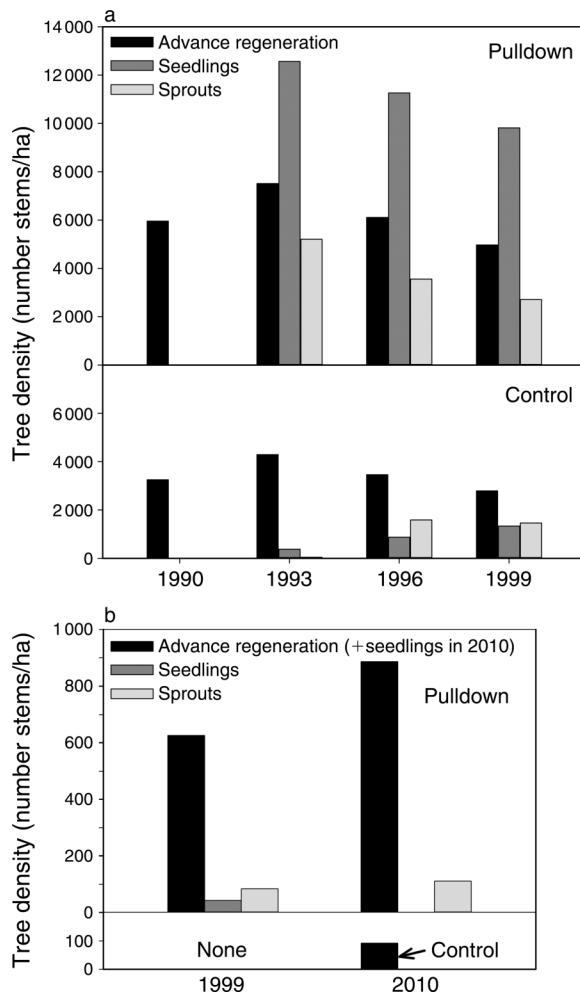 a
14 000
12 000
10 000
8 000
6 000
4 000
2 000
0
Advance regeneration
Seedlings
Sprouts
Pulldown
Tree density (number stems/ha)
6 000
4 000
2 000
0
Control
1990 1993 1996 1999
b
1 000
800
600
400
200
0
Advance regeneration (+seedlings in 2010)
Seedlings
Sprouts
Pulldown
Tree density (number stems/ha)
100
0
None
Control
1999 2010